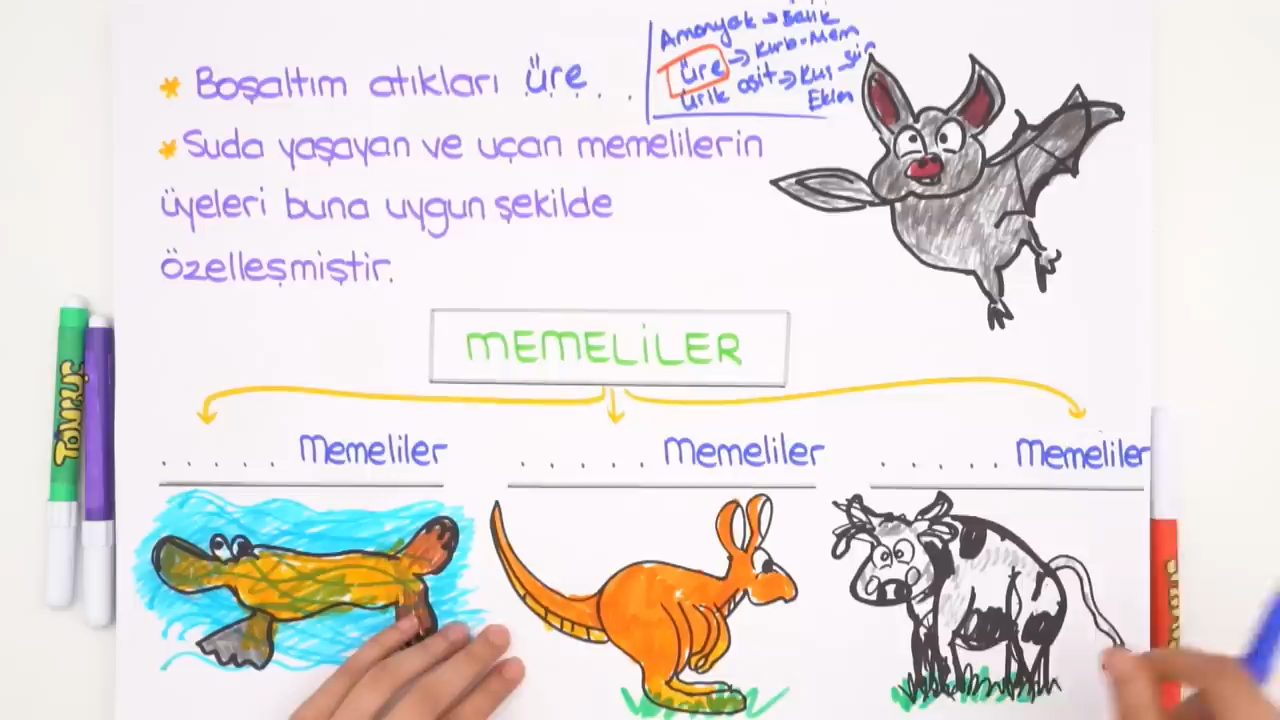 Amonyak → Balık
üre → Kurb-Mem
ürik asit → Kuş - Sür
* Boşaltım atıkları üre . .
* Suda yaşayan ve uçan memelilerin
üyeleri buna uygun şekilde
özelleşmiştir.
MEMELİLER
. . . . . Memeliler
. . . . . Memeliler
. . . . . Memeliler